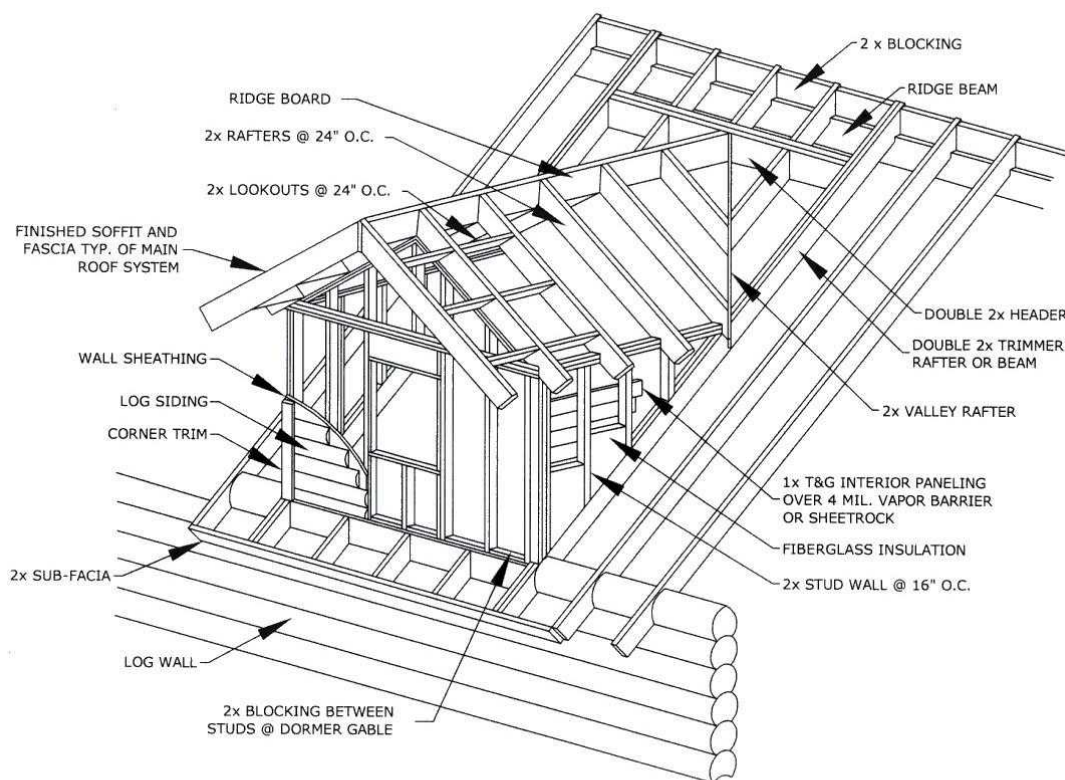 2 x BLOCKING
RIDGE BEAM
RIDGE BOARD
2x RAFTERS @ 24" O.C.
2x LOOKOUTS @ 24" O.C.
FINISHED SOFFIT AND
FASCIA TYP. OF MAIN
ROOF SYSTEM
WALL SHEATHING
LOG SIDING
CORNER TRIM
2x SUB-FACIA
LOG WALL
2x BLOCKING BETWEEN
STUDS @ DORMER GABLE
DOUBLE 2x HEADER
DOUBLE 2x TRIMMER
RAFTER OR BEAM
2x VALLEY RAFTER
1x T&G INTERIOR PANELING
OVER 4 MIL. VAPOR BARRIER
OR SHEETROCK
FIBERGLASS INSULATION
2x STUD WALL @ 16" O.C.